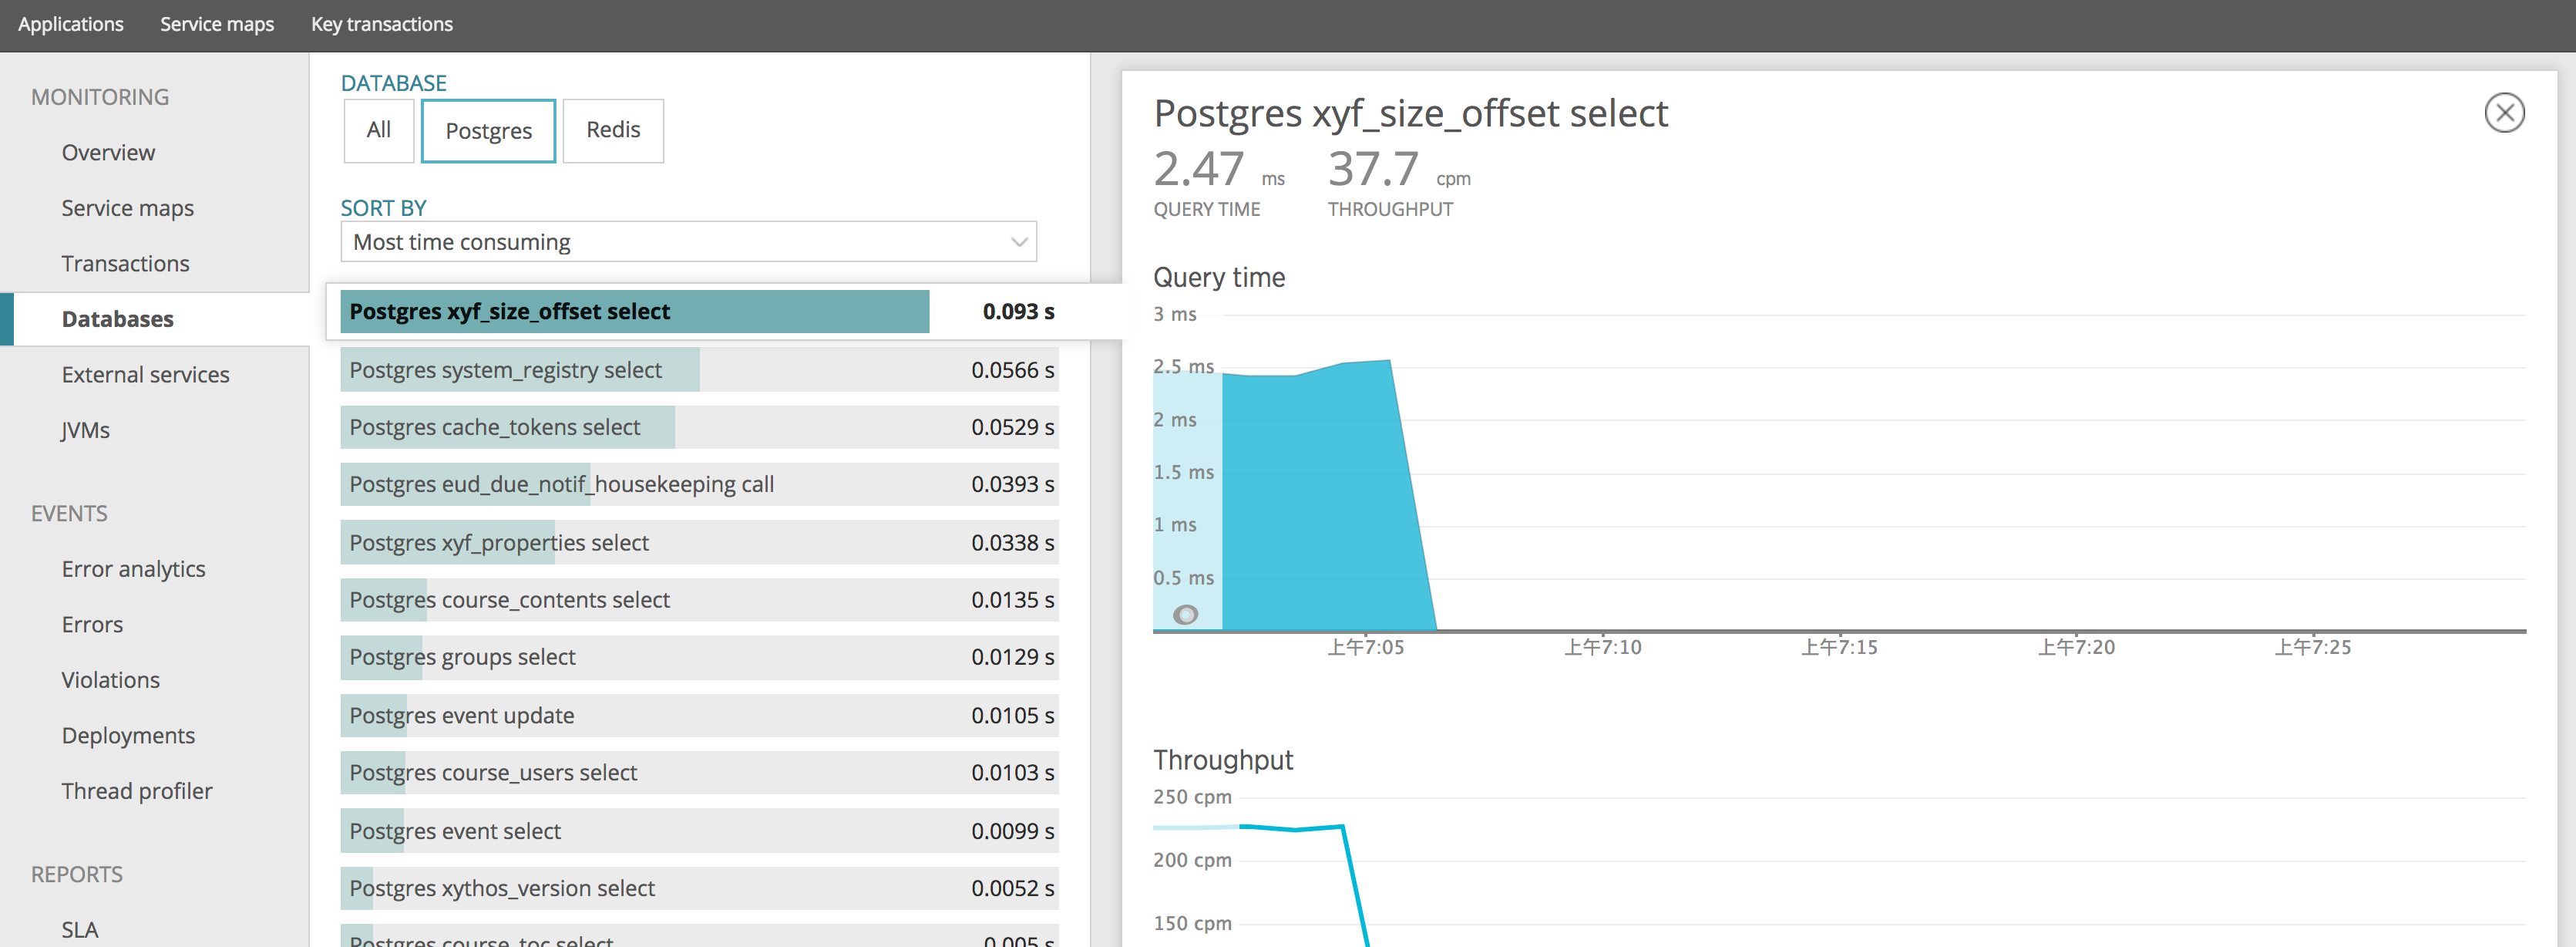 Applications Service maps Key transactions
MONITORING
Overview
Service maps
Transactions
Databases
External services
JVMs
EVENTS
Error analytics
Errors
Violations
Deployments
Thread profiler
REPORTS
SLA
DATABASE
All Postgres Redis
SORT BY
Most time consuming
Postgres xyf_size_offset select 0.093 s
Postgres system_registry select 0.0566 s
Postgres cache_tokens select 0.0529 s
Postgres eud_due_notif_housekeeping call 0.0393 s
Postgres xyf_properties select 0.0338 s
Postgres course_contents select 0.0135 s
Postgres groups select 0.0129 s
Postgres event update 0.0105 s
Postgres course_users select 0.0103 s
Postgres event select 0.0099 s
Postgres xythos_version select 0.0052 s
Postgres course_toc select 0.005 s
Postgres xyf_size_offset select
2.47 ms 37.7 cpm
QUERY TIME THROUGHPUT
Query time
3 ms
2.5 ms
2 ms
1.5 ms
1 ms
0.5 ms
上午7:05 上午7:10 上午7:15 上午7:20 上午7:25
Throughput
250 cpm
200 cpm
150 cpm